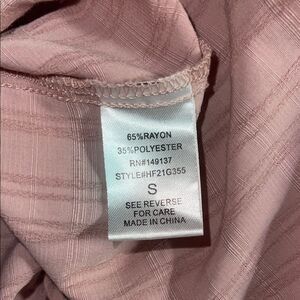 65%RAYON
35%POLYESTER
RN#149137
STYLE#HF21G355
S
SEE REVERSE
FOR CARE
MADE IN CHINA